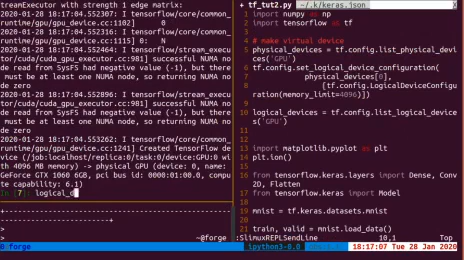 treamExecutor with strength 1 edge matrix:
2020-01-28 18:17:04.552307: I tensorflow/core/common_
runtime/gpu/gpu_device.cc:1102]
2020-01-28 18:17:04.552316: I tensorflow/core/common_
runtime/gpu/gpu_device.cc:1115] 0:   N
2020-01-28 18:17:04.552464: I tensorflow/stream_execu
tor/cuda/cuda_gpu_executor.cc:981] successful NUMA no
de read from SysFS had negative value (-1), but there
must be at least one NUMA node, so returning NUMA no
de zero
2020-01-28 18:17:04.552896: I tensorflow/stream_execu
tor/cuda/cuda_gpu_executor.cc:981] successful NUMA no
de read from SysFS had negative value (-1), but there
must be at least one NUMA node, so returning NUMA no
de zero
2020-01-28 18:17:04.553262: I tensorflow/core/common_
runtime/gpu/gpu_device.cc:1241] Created TensorFlow de
vice (/job:localhost/replica:0/task:0/device:GPU:0 wi
th 4096 MB memory) -> physical GPU (device: 0, name:
GeForce GTX 1060 6GB, pci bus id: 0000:01:00.0, compu
te capability: 6.1)
In [7]: logical_d
>
> ~@forge
0 forge
+ tf_tut2.py ~/.k/keras.json X
1 import numpy as np
2 import tensorflow as tf
3
4 # make virtual device
5 physical_devices = tf.config.list_physical_devi
ces('GPU')
6 tf.config.set_logical_device_configuration(
7 physical_devices[0],
8 [tf.config.LogicalDeviceConfigu
ration(memory_limit=4096)])
9
10 logical_devices = tf.config.list_logical_device
s('GPU')
11
12
13 import matplotlib.pyplot as plt
14 plt.ion()
15
16 from tensorflow.keras.layers import Dense, Conv
2D, Flatten
17 from tensorflow.keras import Model
18
19 mnist = tf.keras.datasets.mnist
20
21 train, valid = mnist.load_data()
:SlimuxREPLSendLine 10,1 Top
ipython3-0.0 18:17:07 Tue 28 Jan 2020